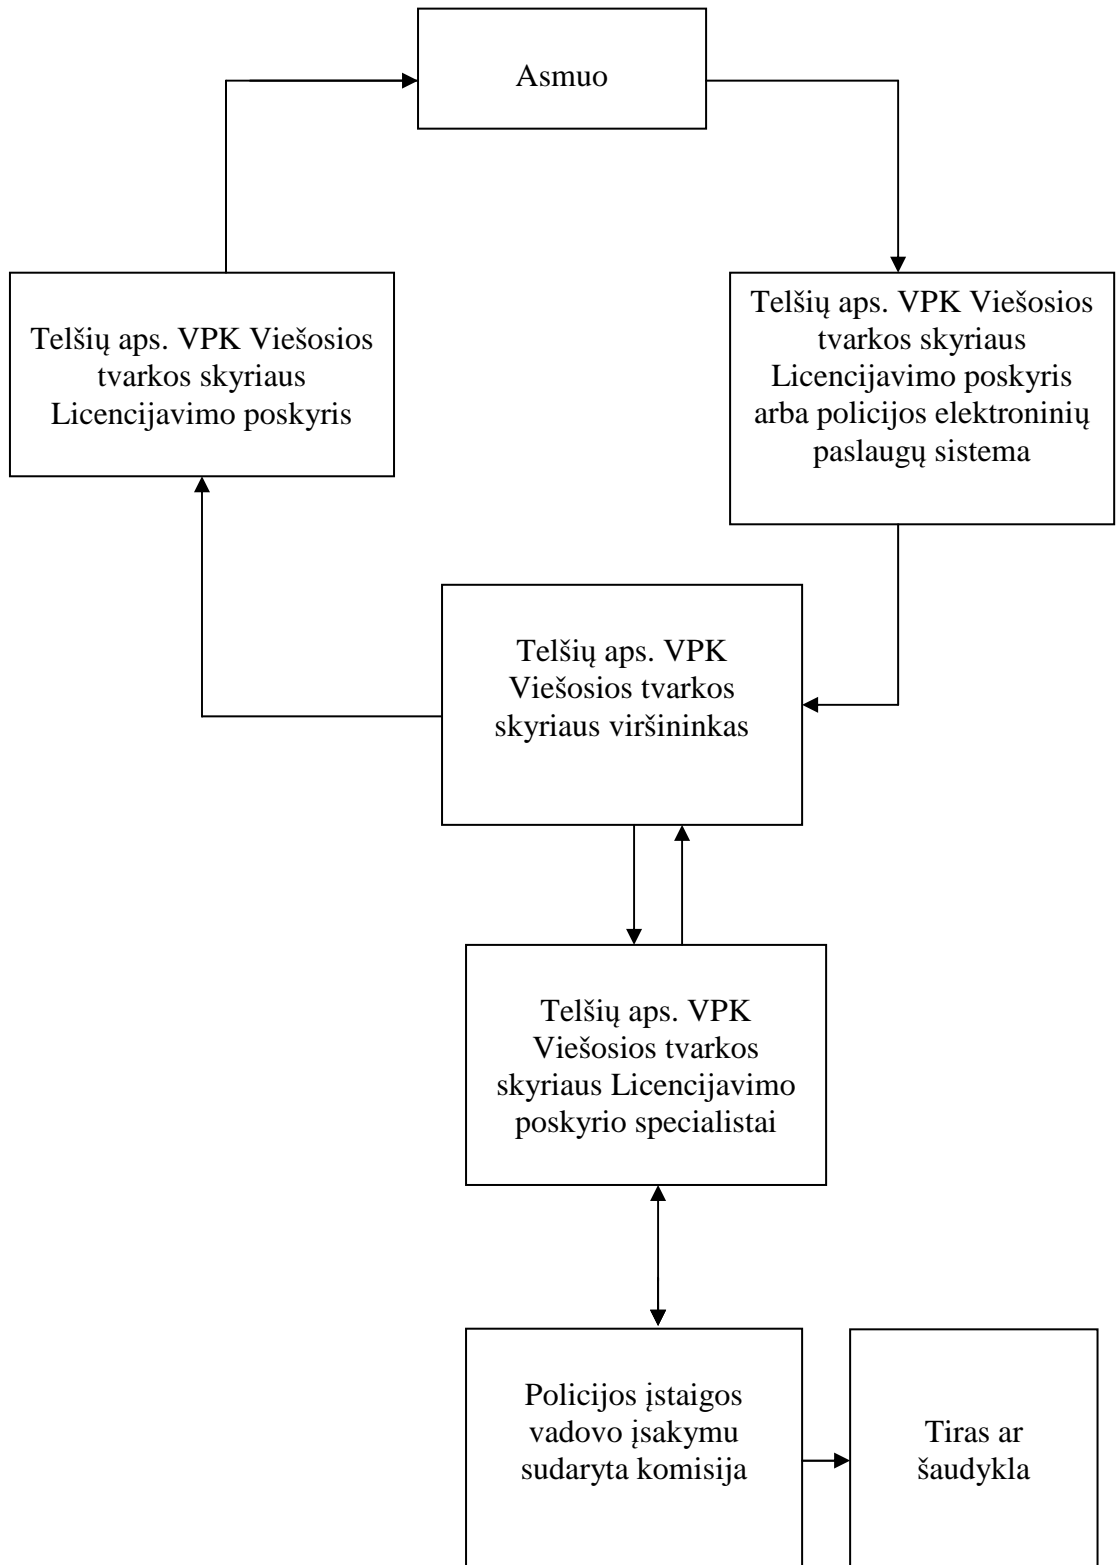 Asmuo
Telšių aps. VPK Viešosios
tvarkos skyriaus
Licencijavimo poskyris
Telšių aps. VPK Viešosios
tvarkos skyriaus
Licencijavimo poskyris
arba policijos elektroninių
paslaugų sistema
Telšių aps. VPK
Viešosios tvarkos
skyriaus viršininkas
Telšių aps. VPK
Viešosios tvarkos
skyriaus Licencijavimo
poskyrio specialistai
Policijos įstaigos
vadovo įsakymu
sudaryta komisija
Tiras ar
šaudykla